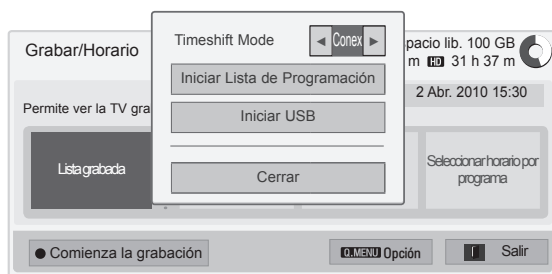 Grabar/Horario
Timeshift Mode
◄ Conex ►
Iniciar Lista de Programación
Iniciar USB
Cerrar
pacio lib. 100 GB
m HD 31 h 37 m
2 Abr. 2010 15:30
Permite ver la TV gra
Lista grabada
Seleccionar horario por
programa
● Comienza la grabación
Q.MENU Opción
Salir